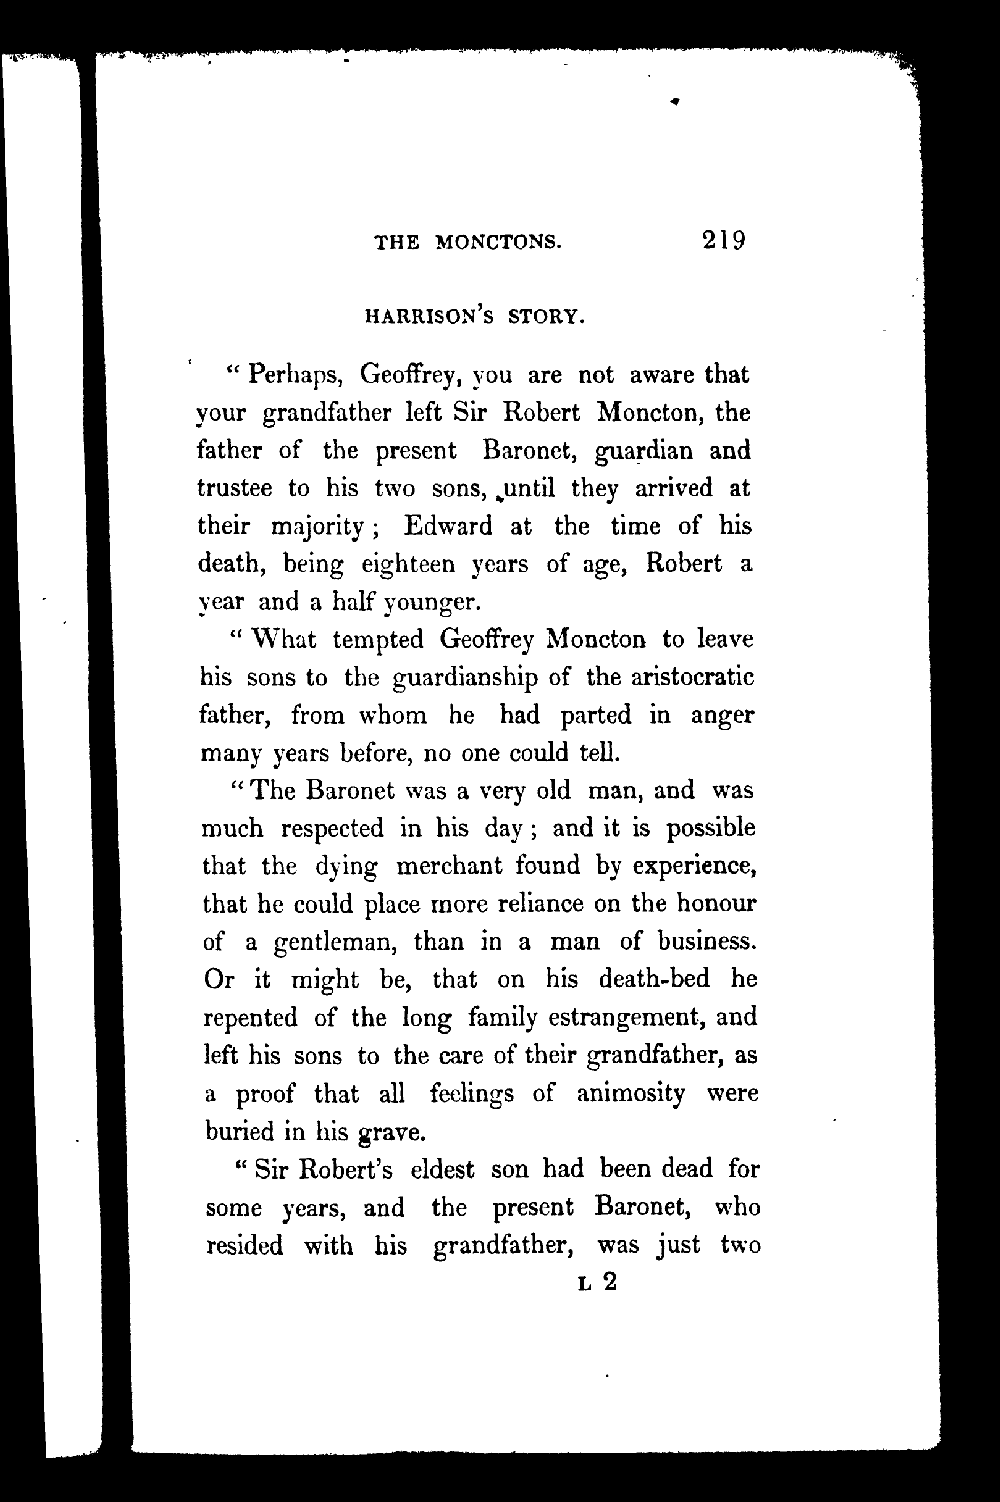 THE MONCTONS. 219
HARRISON'S STORY.
“ Perhaps, Geoffrey, you are not aware that
your grandfather left Sir Robert Moncton, the
father of the present Baronet, guardian and
trustee to his two sons, until they arrived at
their majority ; Edward at the time of his
death, being eighteen years of age, Robert a
year and a half younger.
“ What tempted Geoffrey Moncton to leave
his sons to the guardianship of the aristocratic
father, from whom he had parted in anger
many years before, no one could tell.
“ The Baronet was a very old man, and was
much respected in his day ; and it is possible
that the dying merchant found by experience,
that he could place more reliance on the honour
of a gentleman, than in a man of business.
Or it might be, that on his death-bed he
repented of the long family estrangement, and
left his sons to the care of their grandfather, as
a proof that all feelings of animosity were
buried in his grave.
“ Sir Robert's eldest son had been dead for
some years, and the present Baronet, who
resided with his grandfather, was just two
L 2